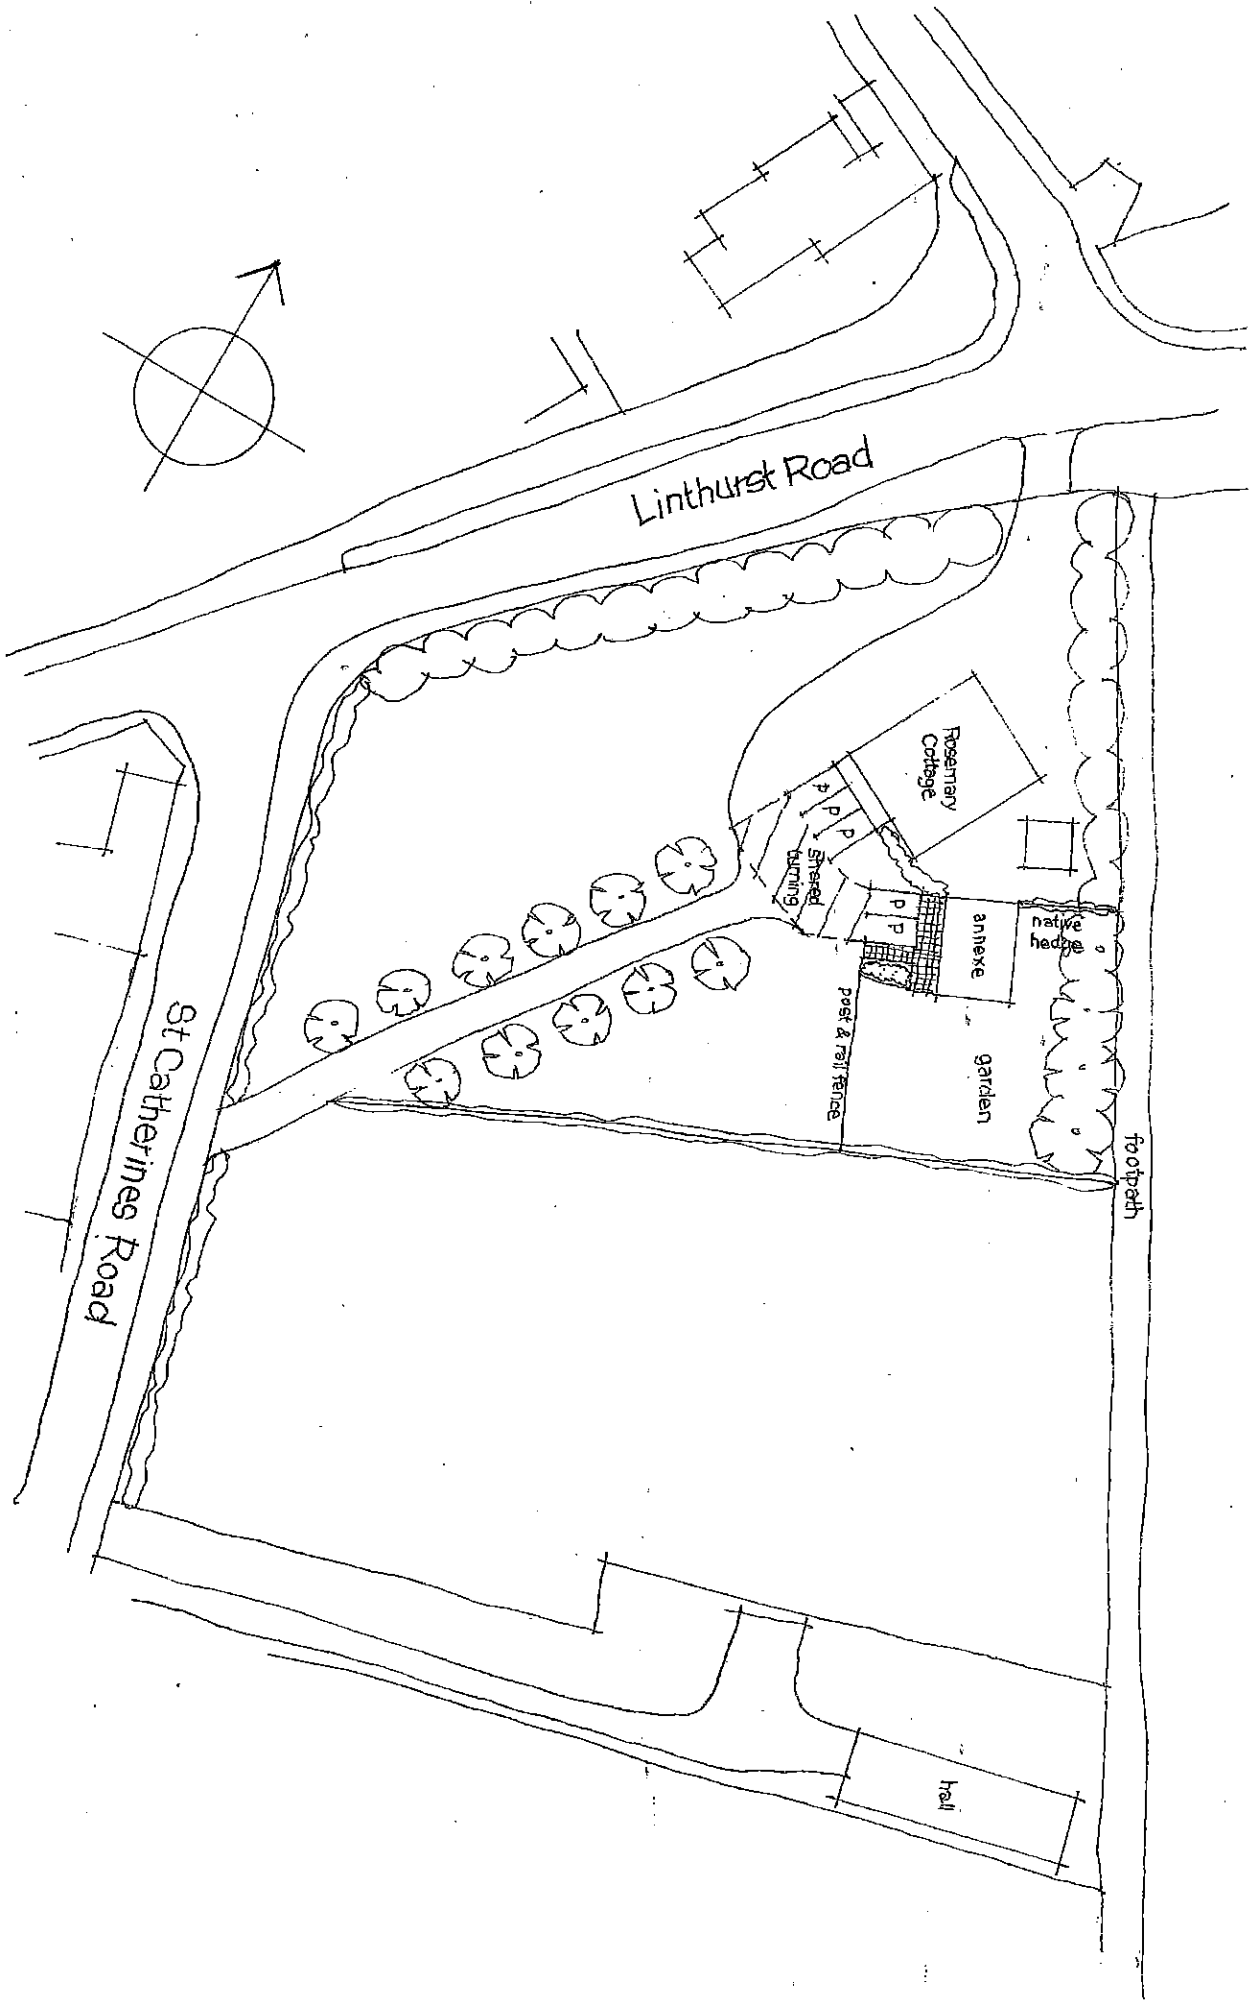 Linthurst Road
Rosemary
Cottage
P
P
P
shared
turning
P
P
annexe
native
hedge
garden
post & rail fence
footpath
St Catherines Road
hall